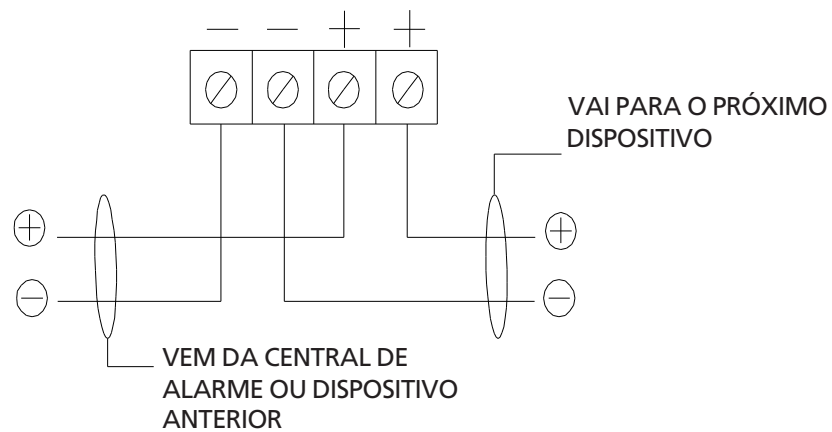 − − + +
VAI PARA O PRÓXIMO
DISPOSITIVO
+ +
− −
VEM DA CENTRAL DE
ALARME OU DISPOSITIVO
ANTERIOR